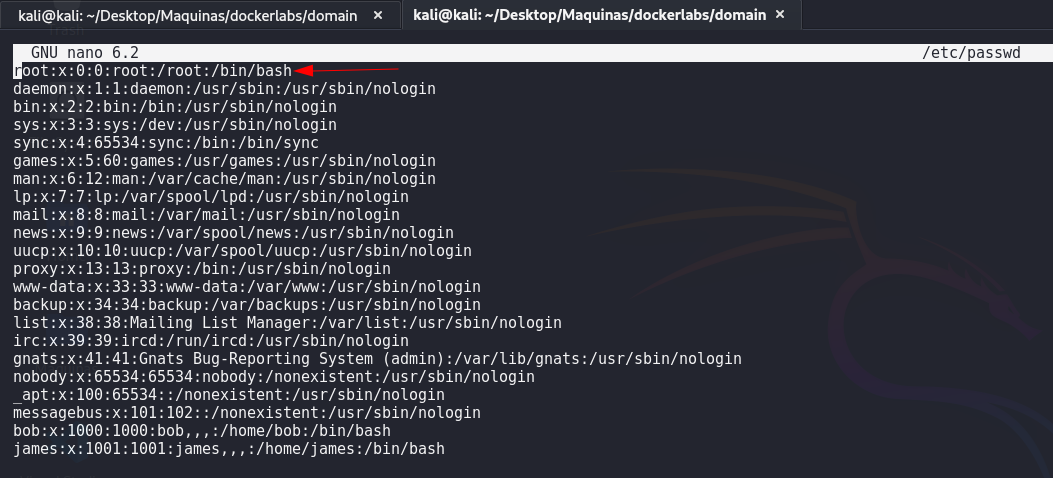 kali@kali: ~/Desktop/Maquinas/dockerlabs/domain × kali@kali: ~/Desktop/Maquinas/dockerlabs/domain ×
Trash
GNU nano 6.2 /etc/passwd
root:x:0:0:root:/root:/bin/bash
daemon:x:1:1:daemon:/usr/sbin:/usr/sbin/nologin
bin:x:2:2:bin:/bin:/usr/sbin/nologin
sys:x:3:3:sys:/dev:/usr/sbin/nologin
sync:x:4:65534:sync:/bin:/bin/sync
games:x:5:60:games:/usr/games:/usr/sbin/nologin
man:x:6:12:man:/var/cache/man:/usr/sbin/nologin
lp:x:7:7:lp:/var/spool/lpd:/usr/sbin/nologin
mail:x:8:8:mail:/var/mail:/usr/sbin/nologin
news:x:9:9:news:/var/spool/news:/usr/sbin/nologin
uucp:x:10:10:uucp:/var/spool/uucp:/usr/sbin/nologin
proxy:x:13:13:proxy:/bin:/usr/sbin/nologin
www-data:x:33:33:www-data:/var/www:/usr/sbin/nologin
backup:x:34:34:backup:/var/backups:/usr/sbin/nologin
list:x:38:38:Mailing List Manager:/var/list:/usr/sbin/nologin
irc:x:39:39:ircd:/run/ircd:/usr/sbin/nologin
gnats:x:41:41:Gnats Bug-Reporting System (admin):/var/lib/gnats:/usr/sbin/nologin
nobody:x:65534:65534:nobody:/nonexistent:/usr/sbin/nologin
_apt:x:100:65534::/nonexistent:/usr/sbin/nologin
messagebus:x:101:102::/nonexistent:/usr/sbin/nologin
bob:x:1000:1000:bob,,,:/home/bob:/bin/bash
james:x:1001:1001:james,,,:/home/james:/bin/bash